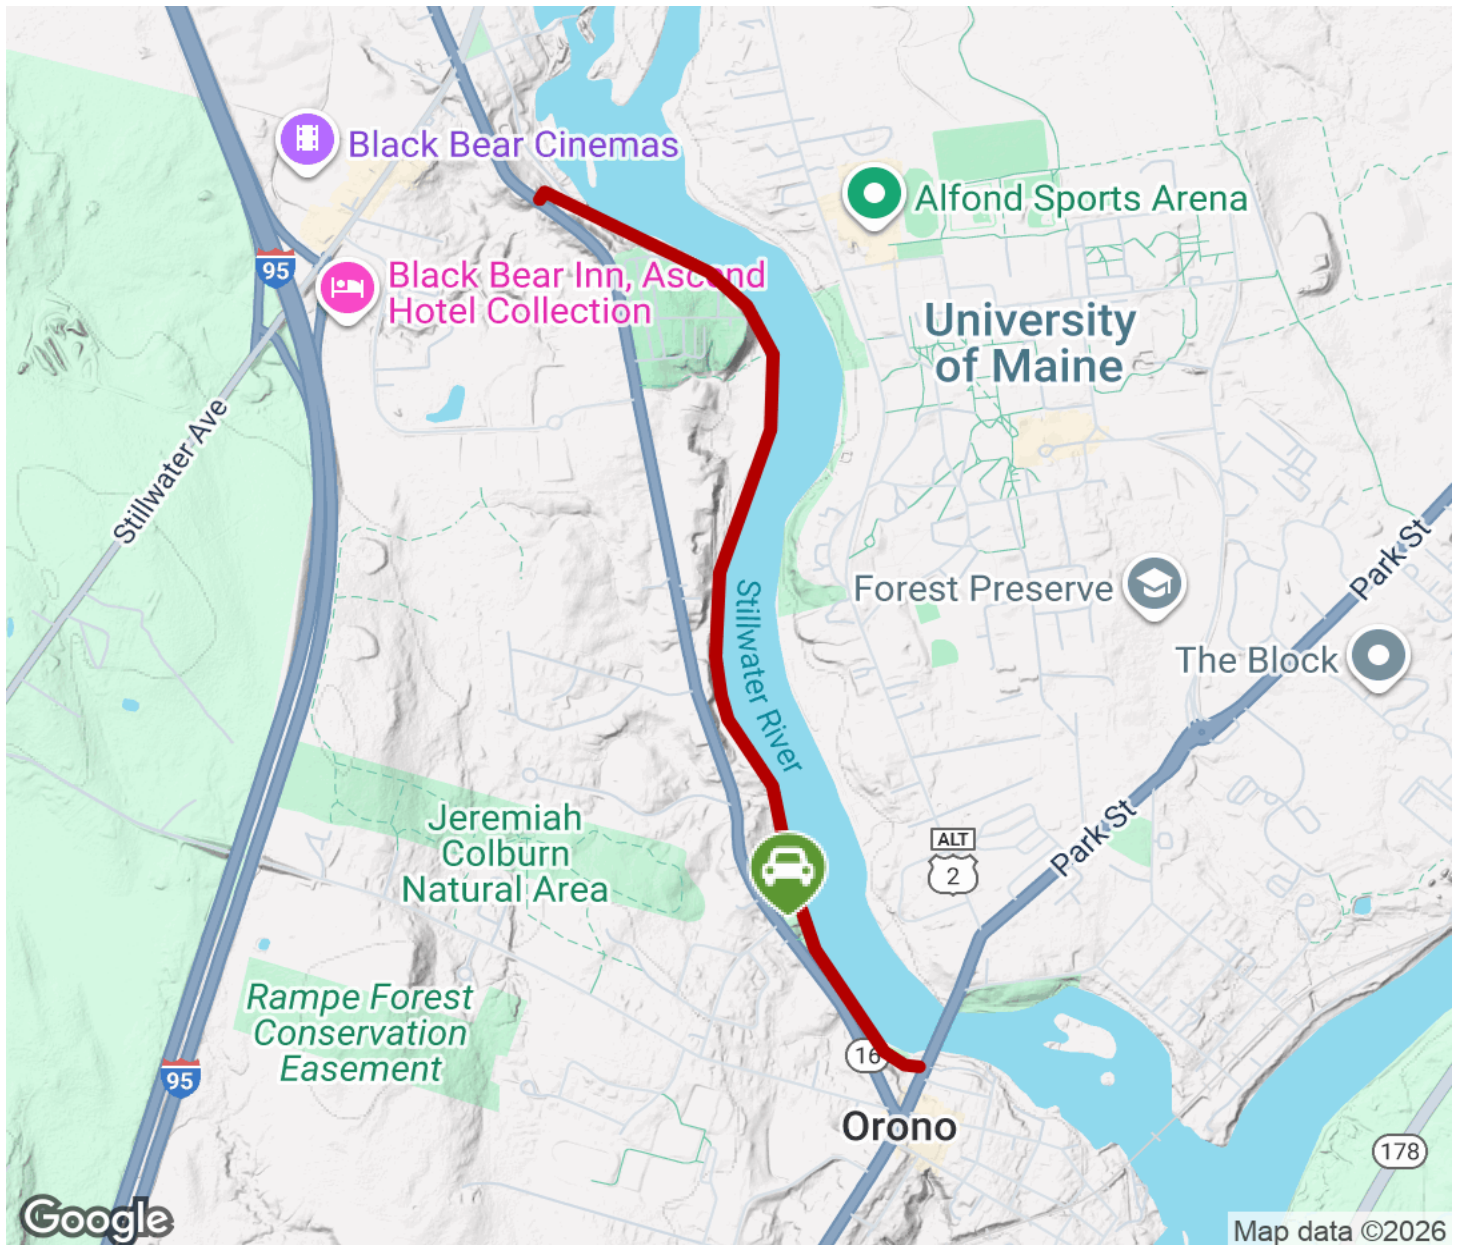 Black Bear Cinemas
Alfond Sports Arena
95
Black Bear Inn, Ascend
Hotel Collection
University
of Maine
Stillwater Ave
Park St
Forest Preserve
Stillwater River
The Block
Park St
Jeremiah
Colburn
Natural Area
ALT
2
Rampe Forest
Conservation
Easement
16
95
Orono
178
Google
Map data ©2026